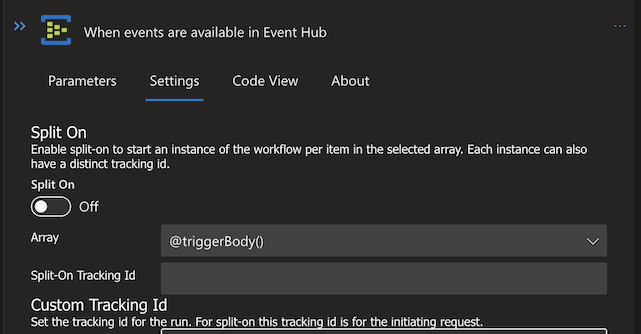 When events are available in Event Hub
Parameters Settings Code View About
Split On
Enable split-on to start an instance of the workflow per item in the selected array. Each instance can also
have a distinct tracking id.
Split On
Off
Array @triggerBody()
Split-On Tracking Id
Custom Tracking Id
Set the tracking id for the run. For split-on this tracking id is for the initiating request.